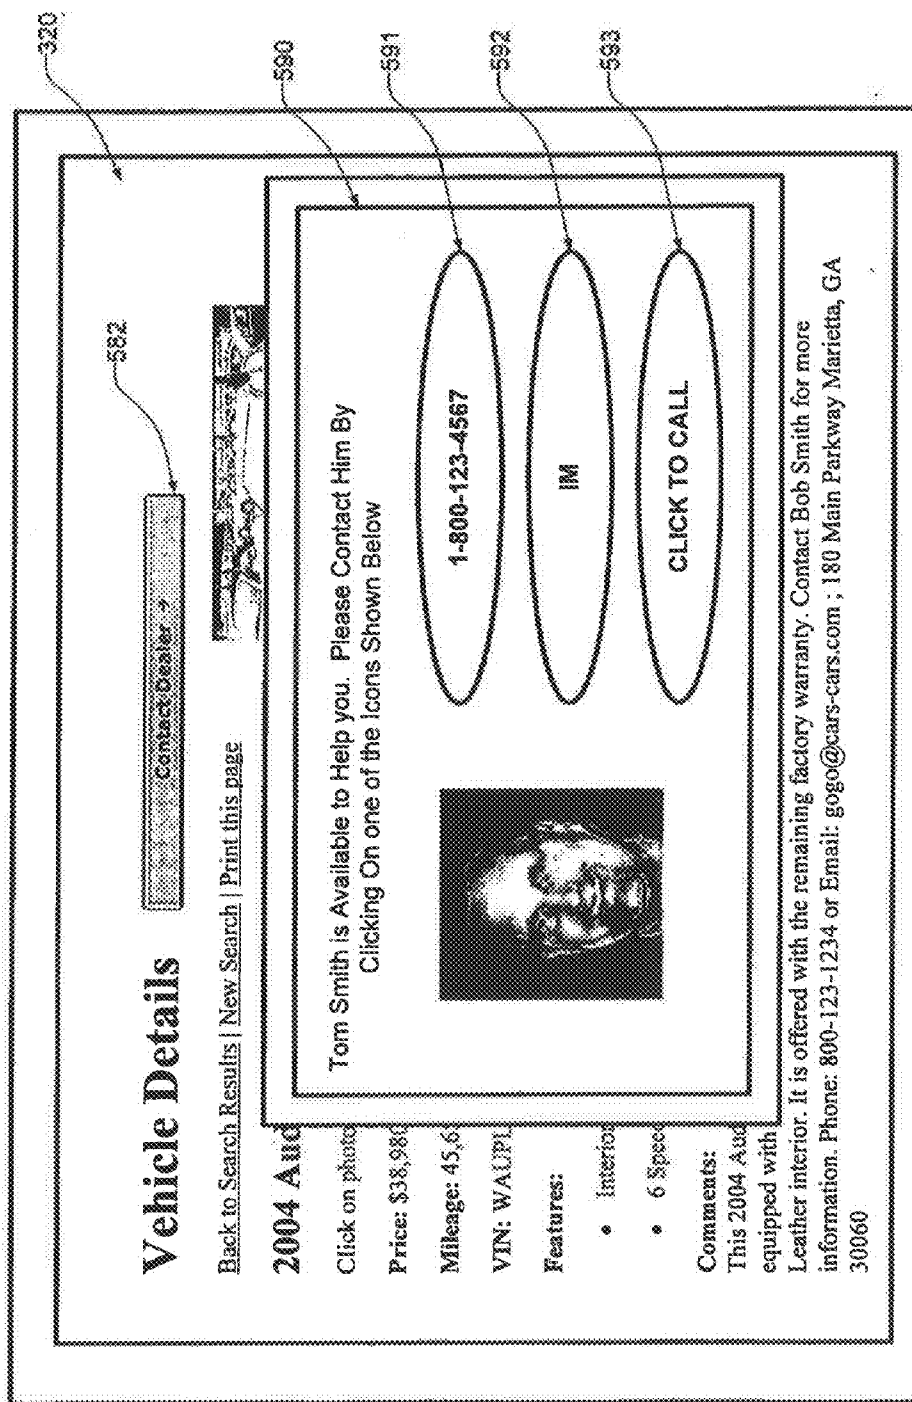 320
582
Vehicle Details
Contact Dealer →
Back to Search Results | New Search | Print this page
590
591
592
593
2004 Aud
Click on photo
Price: $38,980
Mileage: 45,6
VIN:
Features:
• Interior
• 6 Spee
Comments:
This 2004 Aud
equipped with
Leather interior. It is offered with the remaining factory warranty. Contact Bob Smith for more
information. Phone: 800-123-1234 or Email: gogo@cars-cars.com ; 180 Main Parkway Marietta, GA
30060
Tom Smith is Available to Help you. Please Contact Him By
Clicking On one of the Icons Shown Below
1-800-123-4567
IM
CLICK TO CALL